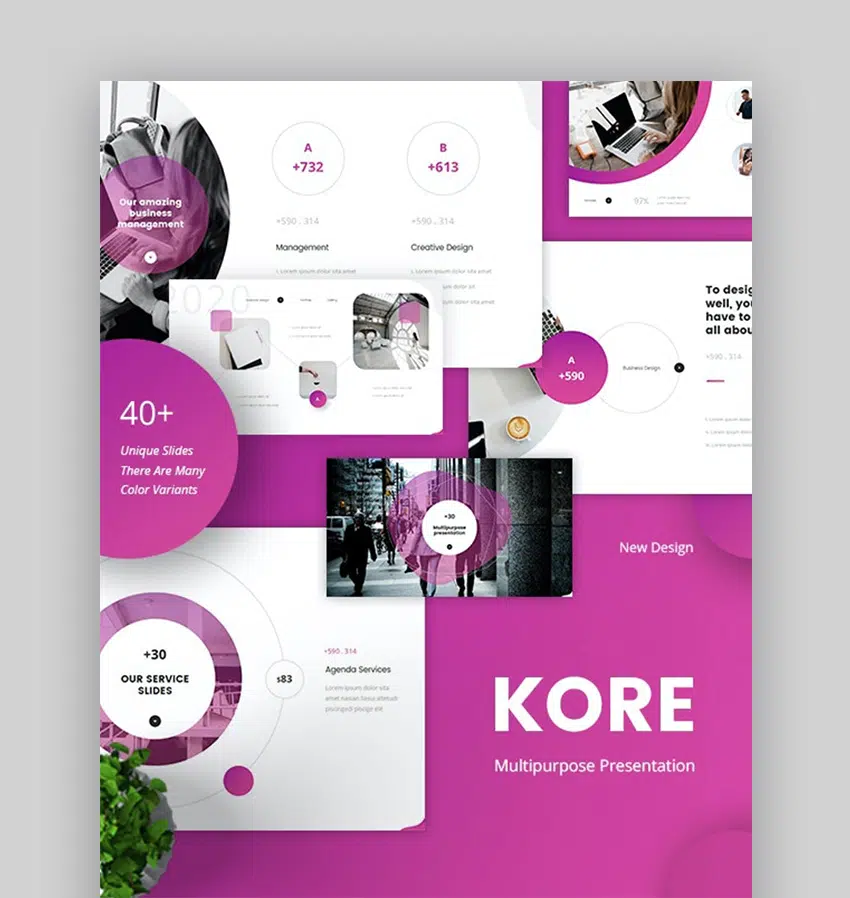 Our amazing
business
management
A
+732
B
+613
+590 . 314
Management
1. Lorem ipsum dolur sita amet
+590 . 314
Creative Design
1. Lorem ipsum dolur sita amet
97%
2020
A
40+
Unique Slides
There Are Many
Color Variants
A
+590
Business Design
To desig
well, you
have to
all abou
+590 . 314
+30
Multipurpose
presentation
New Design
+30
OUR SERVICE
SLIDES
$83
+590 . 314
Agenda Services
Lorem ipsum dolor sita
KORE
Multipurpose Presentation